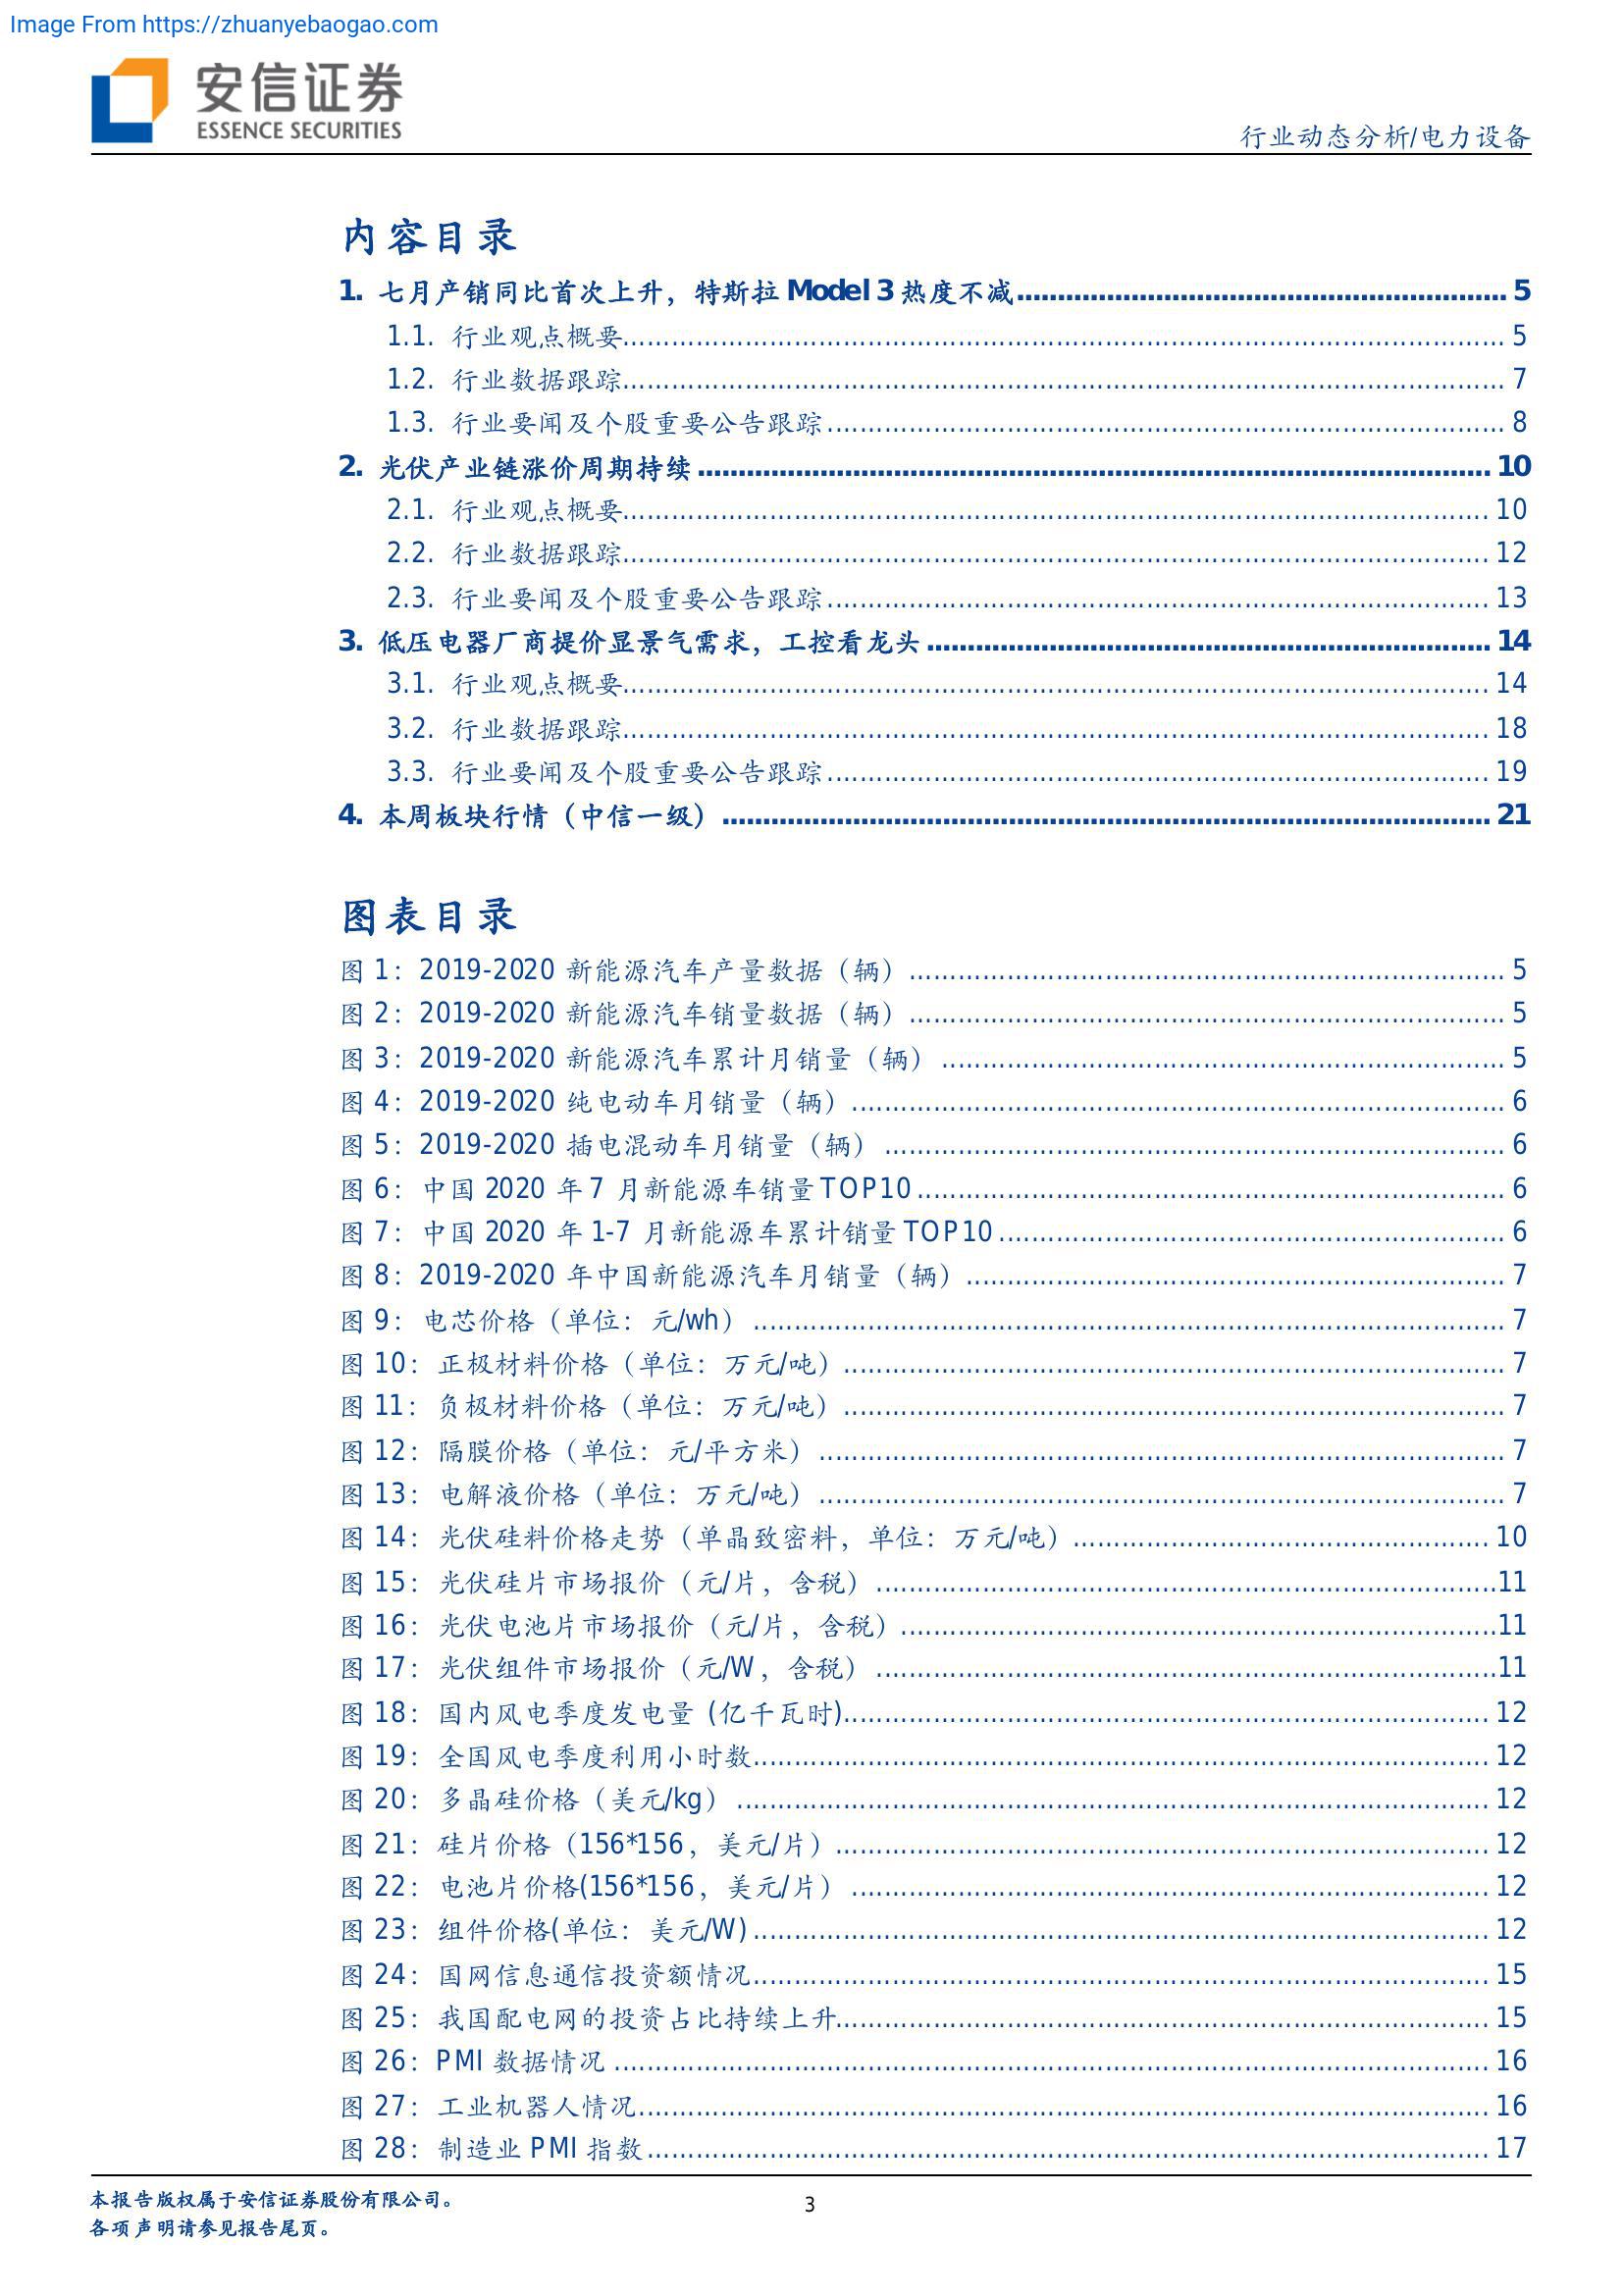 Image From https://zhuanyebaogao.com
安信证券
ESSENCE SECURITIES
行业动态分析/电力设备
内容目录
1. 七月产销同比首次上升，特斯拉 Model 3 热度不减 5
1.1. 行业观点概要 5
1.2. 行业数据跟踪 7
1.3. 行业要闻及个股重要公告跟踪 8
2. 光伏产业链涨价周期持续 10
2.1. 行业观点概要 10
2.2. 行业数据跟踪 12
2.3. 行业要闻及个股重要公告跟踪 13
3. 低压电器厂商提价显景气需求，工控看龙头 14
3.1. 行业观点概要 14
3.2. 行业数据跟踪 18
3.3. 行业要闻及个股重要公告跟踪 19
4. 本周板块行情（中信一级） 21
图表目录
图 1：2019-2020 新能源汽车产量数据（辆） 5
图 2：2019-2020 新能源汽车销量数据（辆） 5
图 3：2019-2020 新能源汽车累计月销量（辆） 5
图 4：2019-2020 纯电动车月销量（辆） 6
图 5：2019-2020 插电混动车月销量（辆） 6
图 6：中国 2020 年 7 月新能源车销量 TOP10 6
图 7：中国 2020 年 1-7 月新能源车累计销量 TOP10 6
图 8：2019-2020 年中国新能源汽车月销量（辆） 7
图 9：电芯价格（单位：元/wh） 7
图 10：正极材料价格（单位：万元/吨） 7
图 11：负极材料价格（单位：万元/吨） 7
图 12：隔膜价格（单位：元/平方米） 7
图 13：电解液价格（单位：万元/吨） 7
图 14：光伏硅料价格走势（单晶致密料，单位：万元/吨） 10
图 15：光伏硅片市场报价（元/片，含税） 11
图 16：光伏电池片市场报价（元/片，含税） 11
图 17：光伏组件市场报价（元/W，含税） 11
图 18：国内风电季度发电量 (亿千瓦时) 12
图 19：全国风电季度利用小时数 12
图 20：多晶硅价格（美元/kg） 12
图 21：硅片价格（156*156，美元/片） 12
图 22：电池片价格(156*156，美元/片） 12
图 23：组件价格(单位：美元/W) 12
图 24：国网信息通信投资额情况 15
图 25：我国配电网的投资占比持续上升 15
图 26：PMI 数据情况 16
图 27：工业机器人情况 16
图 28：制造业 PMI 指数 17
本报告版权属于安信证券股份有限公司。
各项声明请参见报告尾页。
3